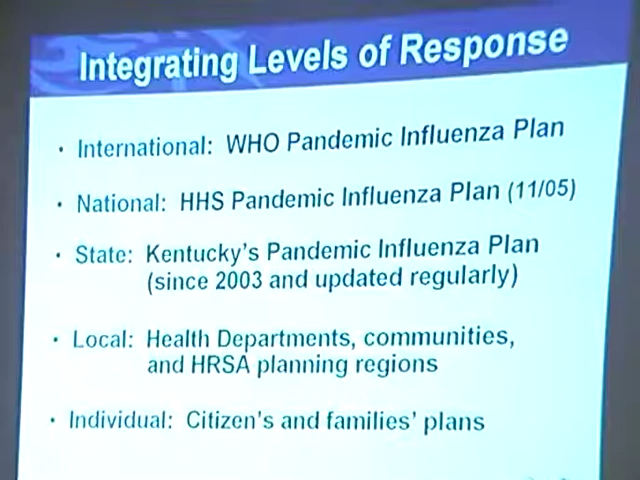 Integrating Levels of Response
• International: WHO Pandemic Influenza Plan
• National: HHS Pandemic Influenza Plan (11/05)
• State: Kentucky's Pandemic Influenza Plan
(since 2003 and updated regularly)
• Local: Health Departments, communities,
and HRSA planning regions
• Individual: Citizen's and families' plans